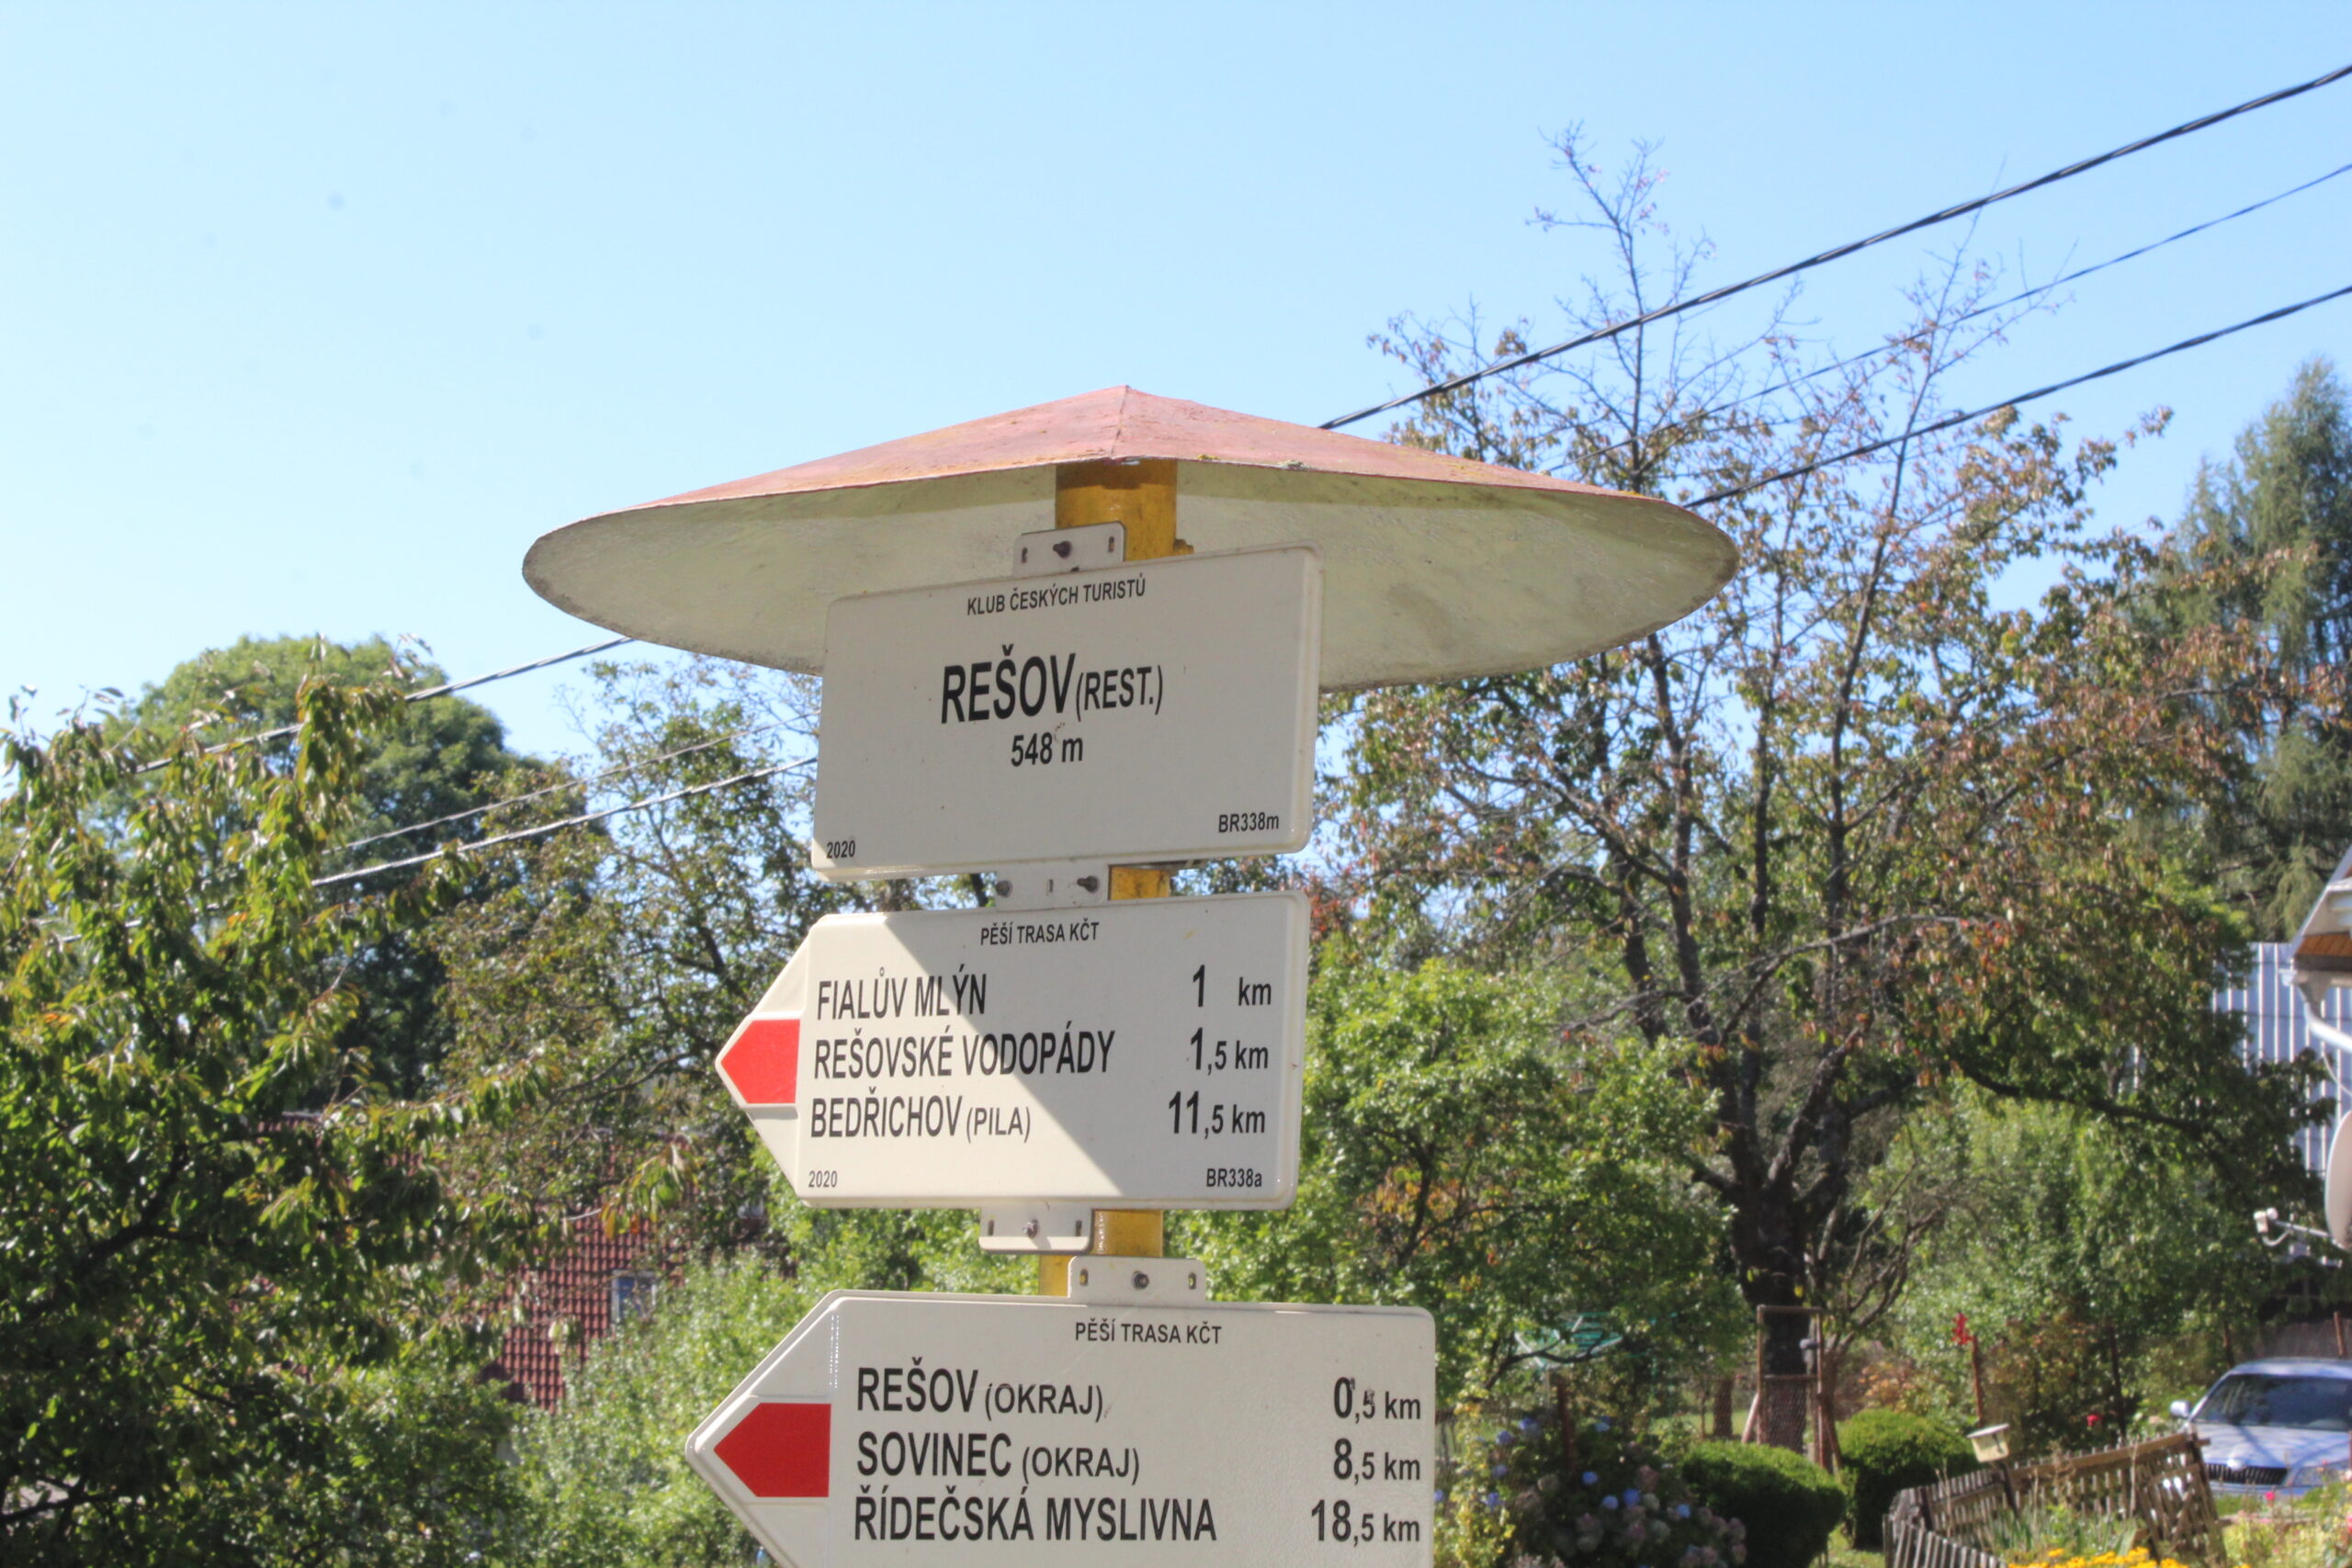 KLUB ČESKÝCH TURISTŮ
REŠOV (REST.)
548 m
2020 BR338m
PĚŠÍ TRASA KČT
FIALŮV MLÝN 1 km
REŠOVSKÉ VODOPÁDY 1,5 km
BEDŘICHOV (PILA) 11,5 km
2020 BR338a
PĚŠÍ TRASA KČT
REŠOV (OKRAJ) 0,5 km
SOVINEC (OKRAJ) 8,5 km
ŘÍDEČSKÁ MYSLIVNA 18,5 km